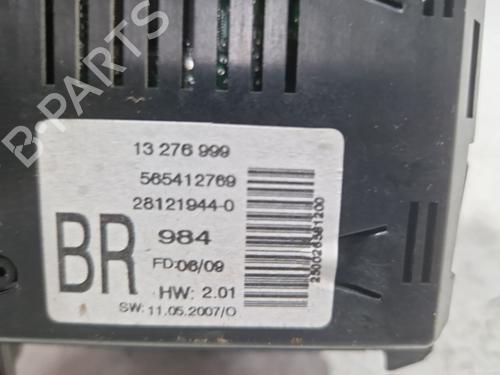 13 276 999
565412769
28121944-0
BR
984
FD:06/09
HW: 2.01
SW: 11.05.2007/O
2500265581200
B-PARTS